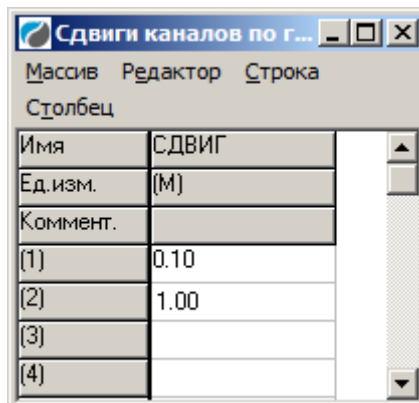 Сдвиги каналов по г...
Массив Редактор Строка
Столбец
Имя СДВИГ
Ед.изм. (М)
Коммент.
(1) 0.10
(2) 1.00
(3)
(4)